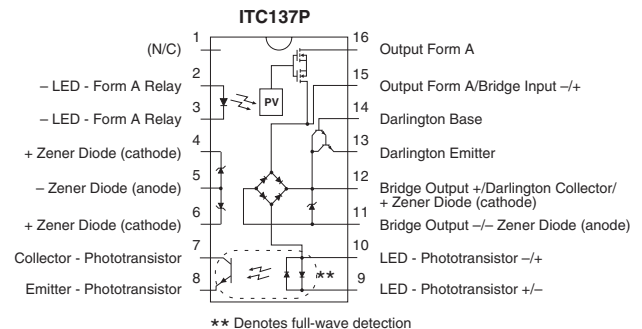 ITC137P
1
(N/C)
2
– LED - Form A Relay
3
– LED - Form A Relay
4
+ Zener Diode (cathode)
5
– Zener Diode (anode)
6
+ Zener Diode (cathode)
7
Collector - Phototransistor
8
Emitter - Phototransistor
PV
**
16
Output Form A
15
Output Form A/Bridge Input –/+
14
Darlington Base
13
Darlington Emitter
12
Bridge Output +/Darlington Collector/
+ Zener Diode (cathode)
11
Bridge Output –/– Zener Diode (anode)
10
LED - Phototransistor –/+
9
LED - Phototransistor +/–
** Denotes full-wave detection